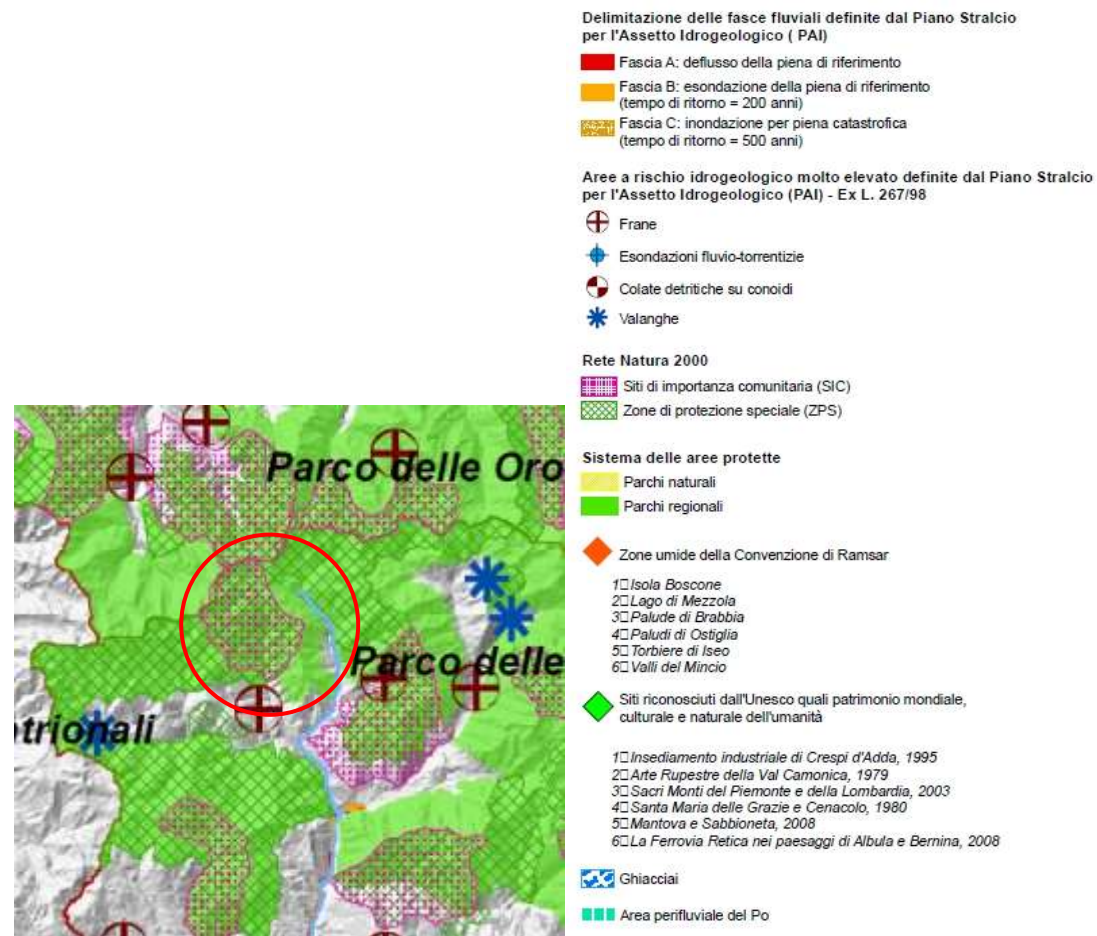 Delimitazione delle fasce fluviali definite dal Piano Stralcio
per l'Assetto Idrogeologico ( PAI)
Fascia A: deflusso della piena di riferimento
Fascia B: esondazione della piena di riferimento
(tempo di ritorno = 200 anni)
Fascia C: inondazione per piena catastrofica
(tempo di ritorno = 500 anni)
Aree a rischio idrogeologico molto elevato definite dal Piano Stralcio
per l'Assetto Idrogeologico (PAI) - Ex L. 267/98
Frane
Esondazioni fluvio-torrentizie
Colate detritiche su conoidi
Valanghe
Rete Natura 2000
Siti di importanza comunitaria (SIC)
Zone di protezione speciale (ZPS)
Sistema delle aree protette
Parchi naturali
Parchi regionali
Zone umide della Convenzione di Ramsar
1□ Isola Boscone
2□ Lago di Mezzola
3□ Palude di Brabbia
4□ Paludi di Ostiglia
5□ Torbiere di Iseo
6□ Valli del Mincio
Siti riconosciuti dall'Unesco quali patrimonio mondiale,
culturale e naturale dell'umanità
1□ Insediamento industriale di Crespi d'Adda, 1995
2□ Arte Rupestre della Val Camonica, 1979
3□ Sacri Monti del Piemonte e della Lombardia, 2003
4□ Santa Maria delle Grazie e Cenacolo, 1980
5□ Mantova e Sabbioneta, 2008
6□ La Ferrovia Retica nei paesaggi di Albula e Bernina, 2008
Ghiacciai
Area perifluviale del Po
Parco delle Oro
Parco delle
trionali